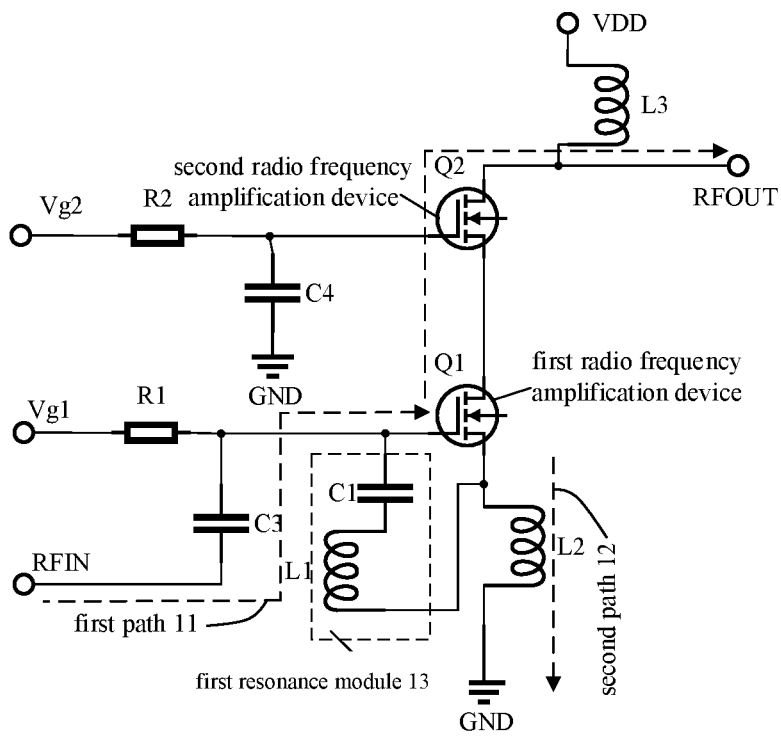 VDD
L3
second radio frequency
amplification device
Q2
RFOUT
Vg2
R2
C4
GND
Q1
first radio frequency
amplification device
Vg1
R1
C1
C3
RFIN
L1
L2
first path 11
second path 12
first resonance module 13
GND